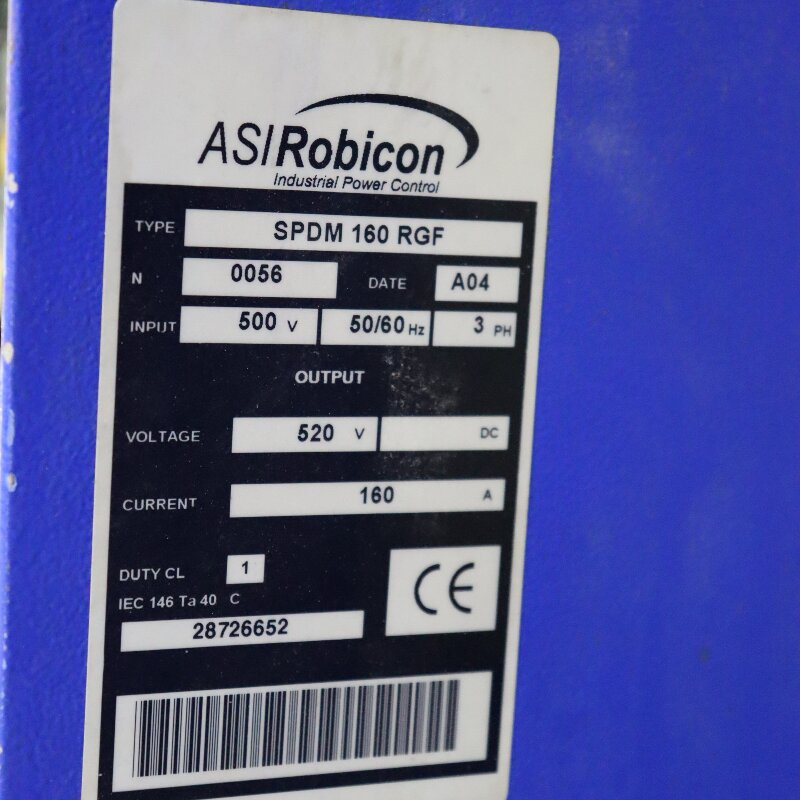 ASIRobicon
Industrial Power Control
TYPE SPDM 160 RGF
N 0056 DATE A04
INPUT 500 V 50/60 Hz 3 PH
OUTPUT
VOLTAGE 520 V DC
CURRENT 160 A
DUTY CL 1
IEC 146 Ta 40 C
CE
28726652